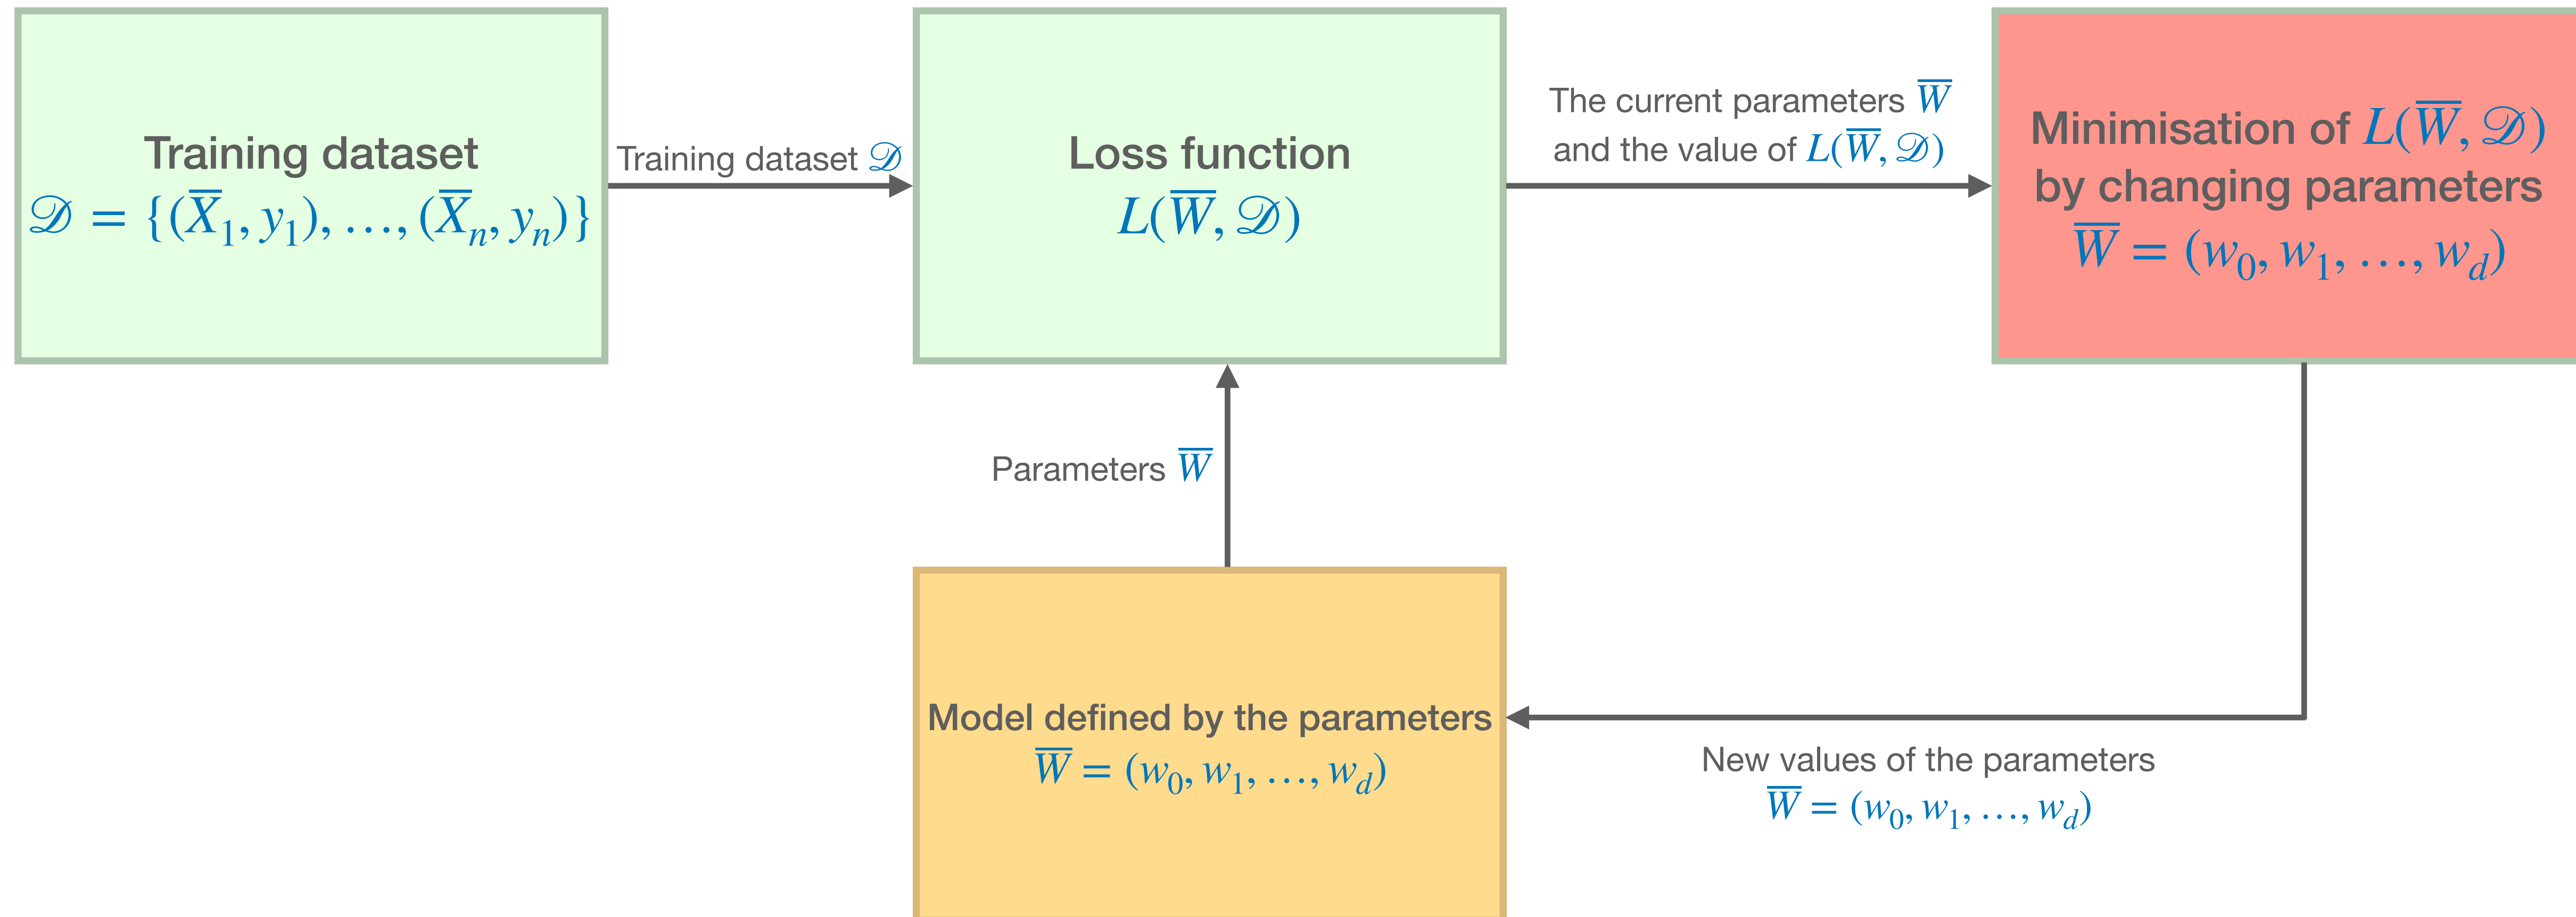 Training dataset
𝒟 = {(X̅₁, y₁), …, (X̅ₙ, yₙ)}
Training dataset 𝒟
Loss function
L(W̅, 𝒟)
The current parameters W̅
and the value of L(W̅, 𝒟)
Minimisation of L(W̅, 𝒟)
by changing parameters
W̅ = (w₀, w₁, …, w_d)
Parameters W̅
Model defined by the parameters
W̅ = (w₀, w₁, …, w_d)
New values of the parameters
W̅ = (w₀, w₁, …, w_d)